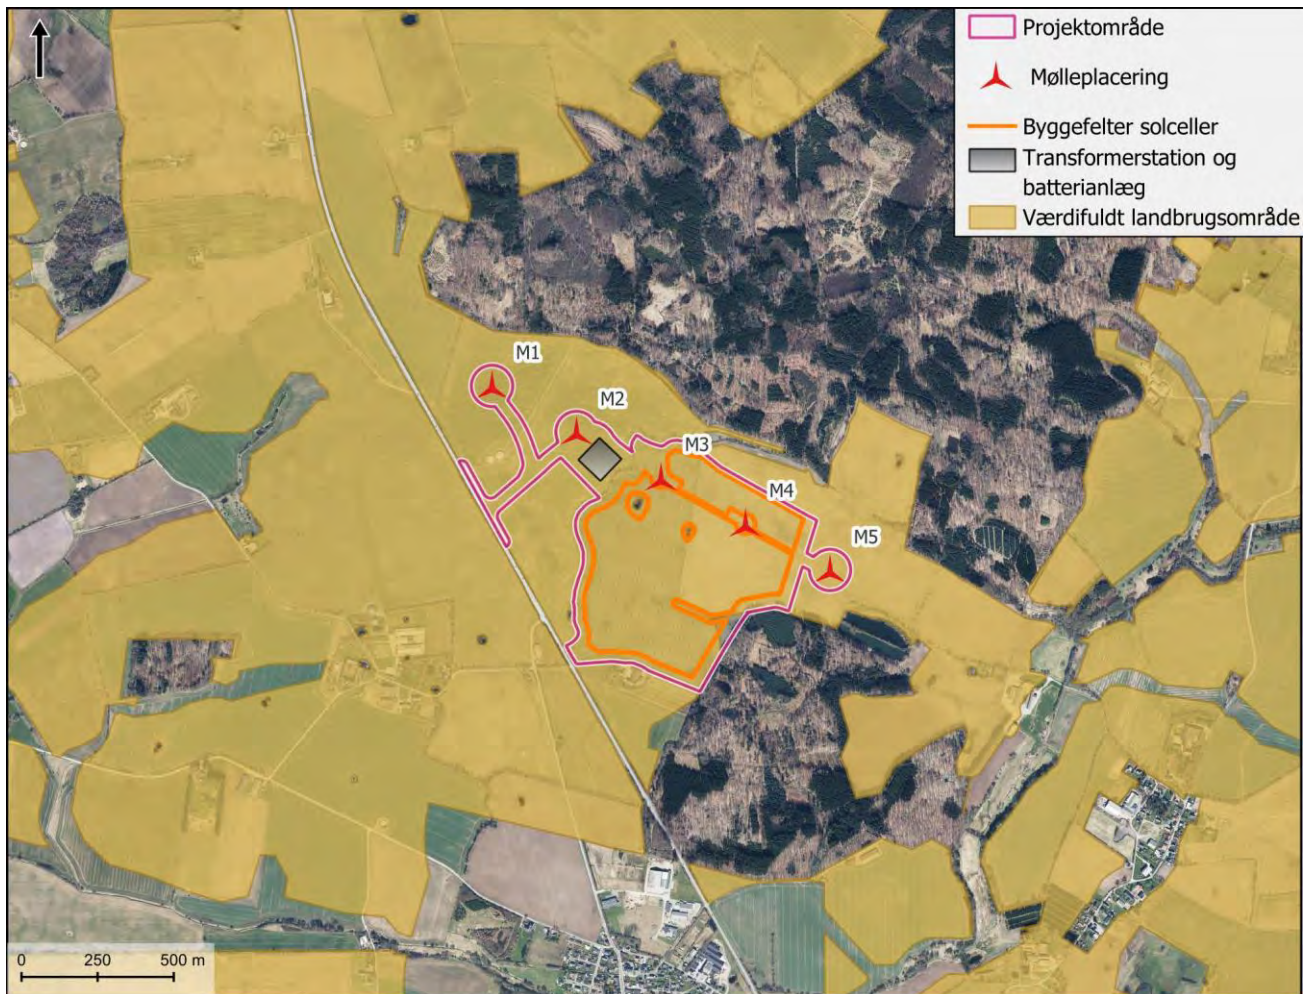 Projektområde
Mølleplacering
Byggefelter solceller
Transformerstation og
batterianlæg
Værdifuldt landbrugsområde
M1
M2
M3
M4
M5
0 250 500 m